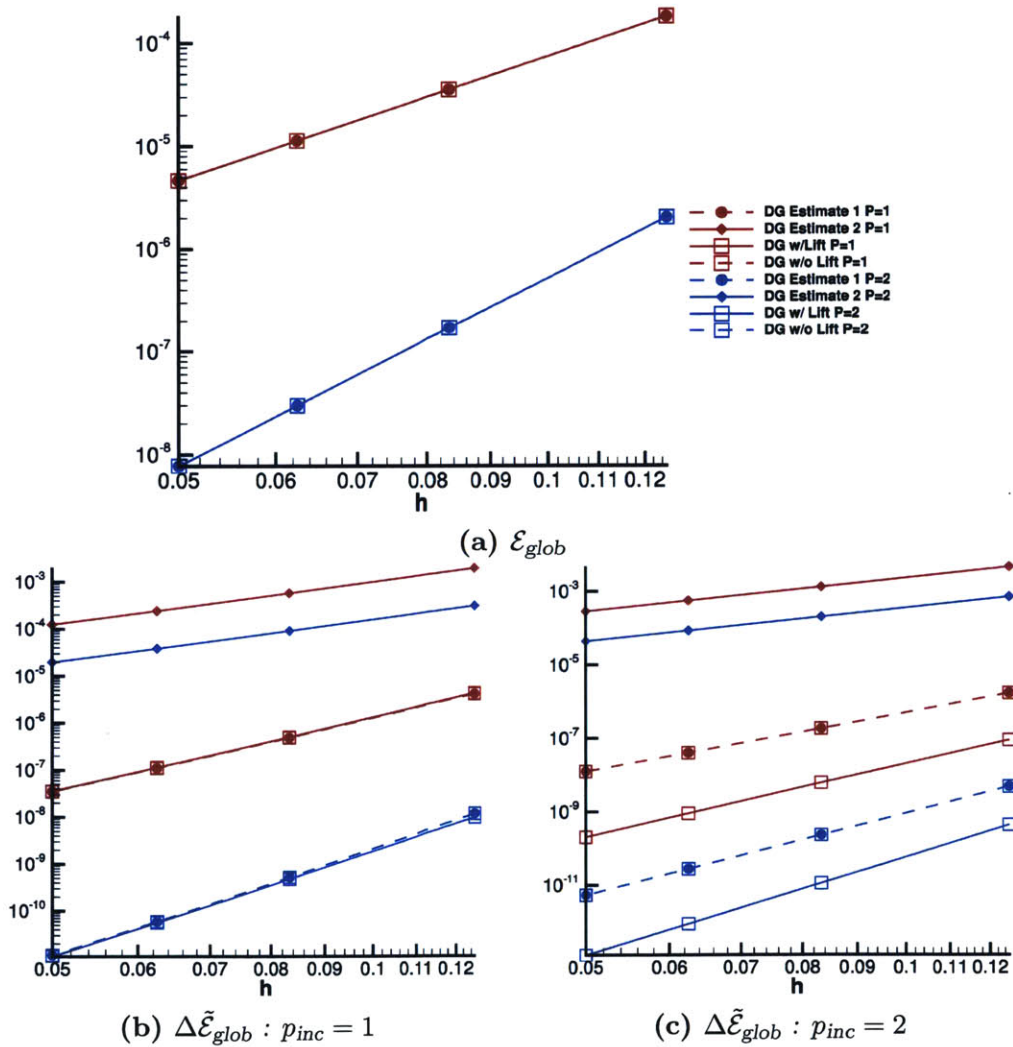 10^-4
10^-5
10^-6
10^-7
10^-8
0.05 0.06 0.07 0.08 0.09 0.1 0.11 0.12
h
DG Estimate 1 P=1
DG Estimate 2 P=1
DG w/Lift P=1
DG w/o Lift P=1
DG Estimate 1 P=2
DG Estimate 2 P=2
DG w/ Lift P=2
DG w/o Lift P=2
(a) ℰ_glob
10^-3
10^-4
10^-5
10^-6
10^-7
10^-8
10^-9
10^-10
0.05 0.06 0.07 0.08 0.09 0.1 0.11 0.12
h
(b) Δℰ̃_glob : p_inc = 1
10^-3
10^-5
10^-7
10^-9
10^-11
0.05 0.06 0.07 0.08 0.09 0.1 0.11 0.12
h
(c) Δℰ̃_glob : p_inc = 2